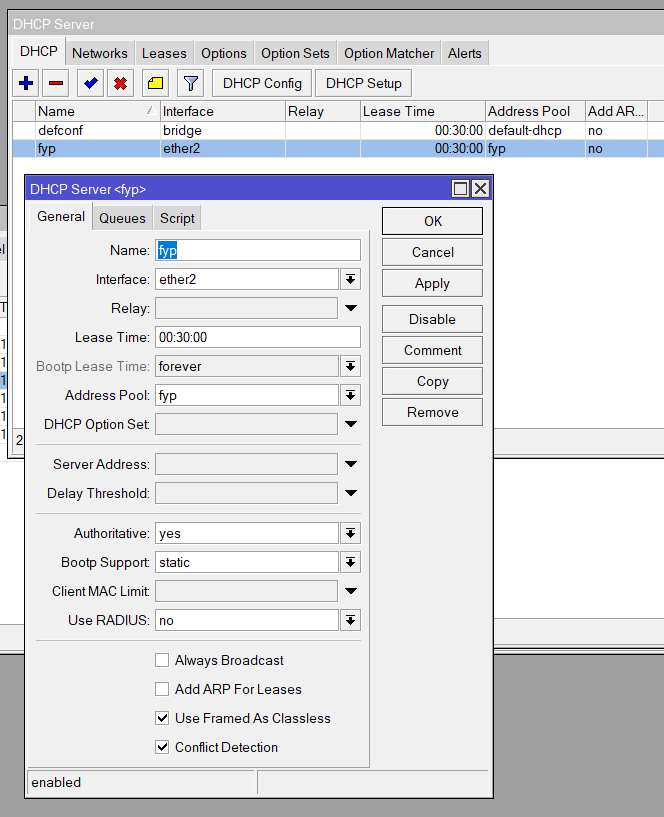 DHCP Server
DHCP Networks Leases Options Option Sets Option Matcher Alerts
DHCP Config DHCP Setup
Name Interface Relay Lease Time Address Pool Add AR...
defconf bridge 00:30:00 default-dhcp no
fyp ether2 00:30:00 fyp no
DHCP Server <fyp>
General Queues Script
Name: fyp
Interface: ether2
Relay:
Lease Time: 00:30:00
Bootp Lease Time: forever
Address Pool: fyp
DHCP Option Set:
Server Address:
Delay Threshold:
Authoritative: yes
Bootp Support: static
Client MAC Limit:
Use RADIUS: no
Always Broadcast
Add ARP For Leases
Use Framed As Classless
Conflict Detection
enabled
OK
Cancel
Apply
Disable
Comment
Copy
Remove